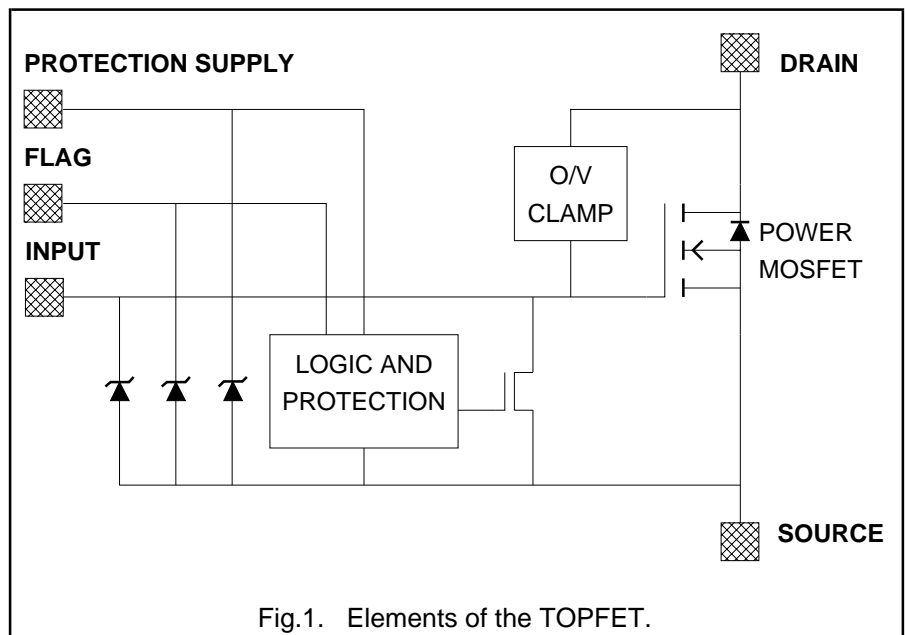 PROTECTION SUPPLY
DRAIN
FLAG
O/V
CLAMP
INPUT
POWER
MOSFET
LOGIC AND
PROTECTION
SOURCE
Fig.1. Elements of the TOPFET.